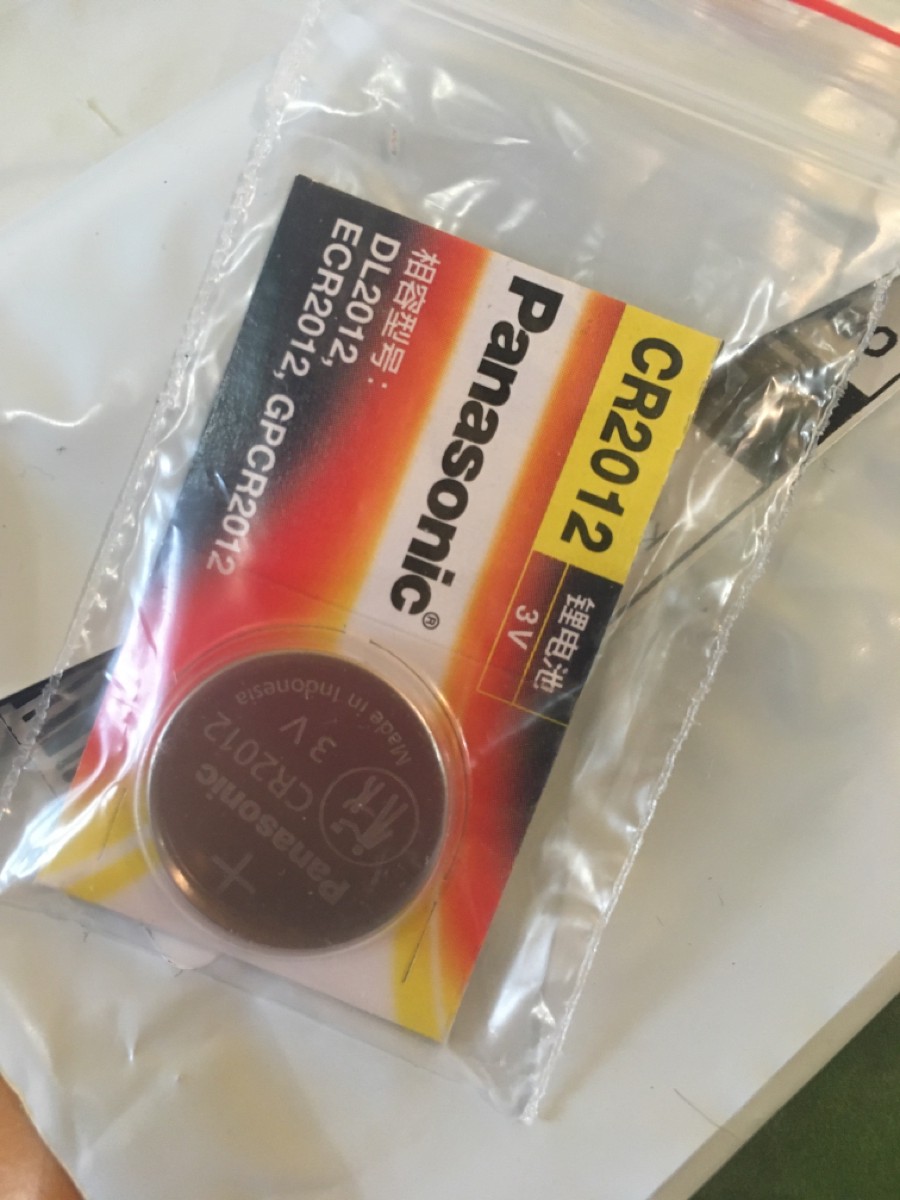 CR2012
锂电池
3V
Panasonic®
相容型号：
DL2012,
ECR2012, GPCR2012
Made in Indonesia
3 V
CR2012
Panasonic
+